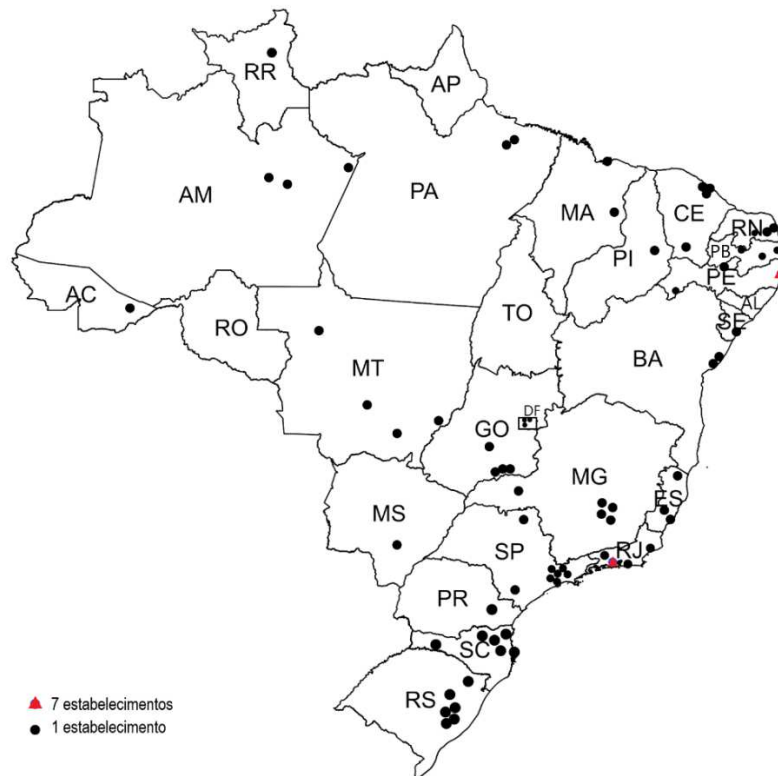 RR
AP
AM
PA
MA
CE
RN
PB
PI
PE
AC
AL
TO
SE
RO
BA
MT
DF
GO
MG
ES
MS
SP
RJ
PR
SC
RS
7 estabelecimentos
1 estabelecimento